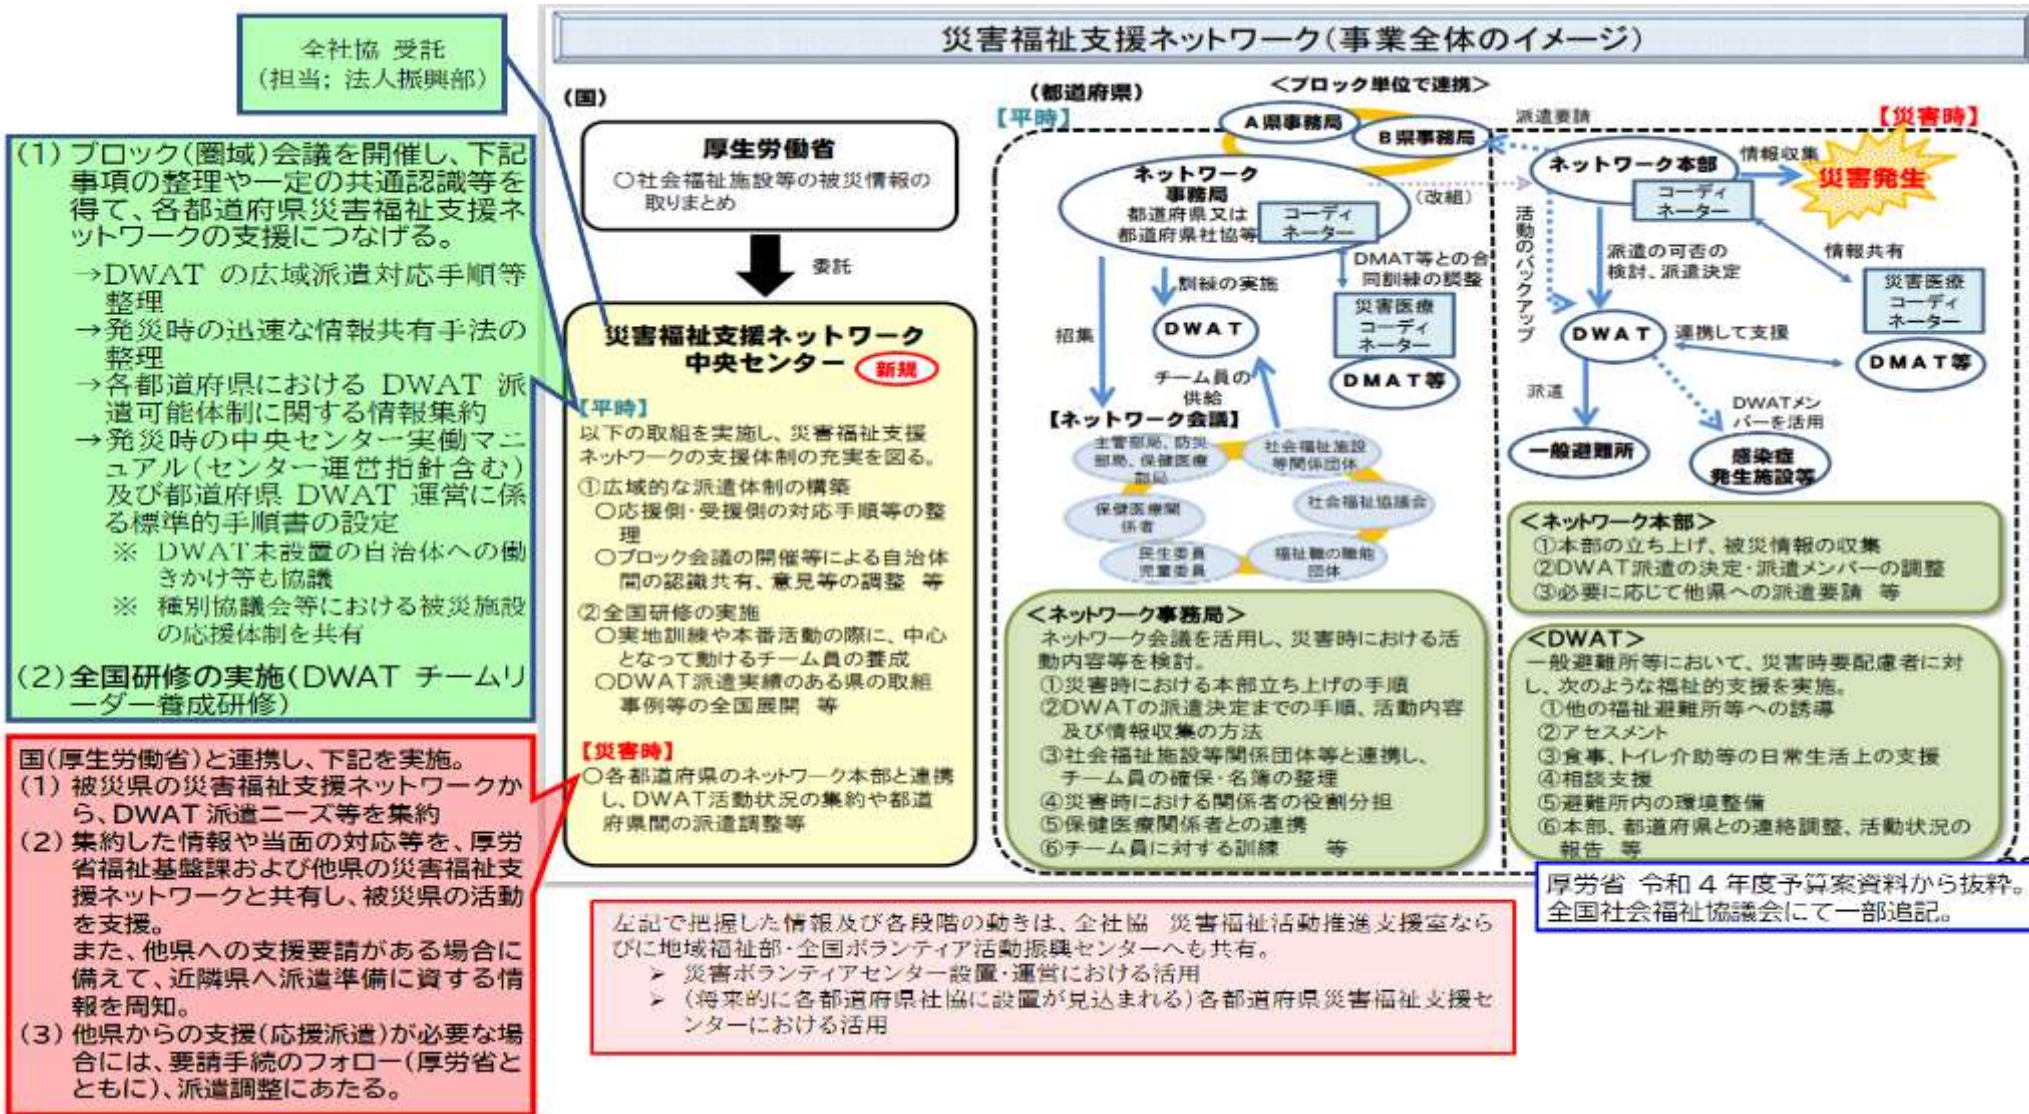 災害福祉支援ネットワーク(事業全体のイメージ)
全社協 受託
(担当; 法人振興部)
(1) ブロック(圏域)会議を開催し、下記
事項の整理や一定の共通認識等を
得て、各都道府県災害福祉支援ネ
ットワークの支援につなげる。
→DWAT の広域派遣対応手順等
整理
→発災時の迅速な情報共有手法の
整理
→各都道府県における DWAT 派
遣可能体制に関する情報集約
→発災時の中央センター実働マニ
ュアル(センター運営指針含む)
及び都道府県 DWAT 運営に係
る標準的手順書の設定
※ DWAT未設置の自治体への働
きかけ等も協議
※ 種別協議会等における被災施設
の応援体制を共有
(2) 全国研修の実施(DWAT チームリ
ーダー養成研修)
国(厚生労働省)と連携し、下記を実施。
(1) 被災県の災害福祉支援ネットワークか
ら、DWAT 派遣ニーズ等を集約
(2) 集約した情報や当面の対応等を、厚労
省福祉基盤課および他県の災害福祉支
援ネットワークと共有し、被災県の活動
を支援。
また、他県への支援要請がある場合に
備えて、近隣県へ派遣準備に資する情
報を周知。
(3) 他県からの支援(応援派遣)が必要な場
合には、要請手続のフォロー(厚労省と
ともに)、派遣調整にあたる。
(国)
厚生労働省
○社会福祉施設等の被災情報の
取りまとめ
委託
災害福祉支援ネットワーク
中央センター 新規
【平時】
以下の取組を実施し、災害福祉支援
ネットワークの支援体制の充実を図る。
①広域的な派遣体制の構築
○応援側・受援側の対応手順等の整
理
○ブロック会議の開催等による自治体
間の認識共有、意見等の調整 等
②全国研修の実施
○実地訓練や本番活動の際に、中心
となって動けるチーム員の養成
○DWAT派遣実績のある県の取組
事例等の全国展開 等
【災害時】
○各都道府県のネットワーク本部と連携
し、DWAT活動状況の集約や都道
府県間の派遣調整等
(都道府県)
【平時】
<ブロック単位で連携>
A県事務局
B県事務局
ネットワーク
事務局
都道府県又は
都道府県社協等
コーディ
ネーター
(改組)
招集
訓練の実施
DWAT
DMAT等との合
同訓練の調整
災害医療
コーディ
ネーター
DMAT等
チーム員の
供給
【ネットワーク会議】
主管部局、防災
部局、保健医療
部局
社会福祉施設
等関係団体
保健医療関
係者
社会福祉協議会
民生委員
児童委員
福祉職の職能
団体
<ネットワーク事務局>
ネットワーク会議を活用し、災害時における活
動内容等を検討。
①災害時における本部立ち上げの手順
②DWATの派遣決定までの手順、活動内容
及び情報収集の方法
③社会福祉施設等関係団体等と連携し、
チーム員の確保・名簿の整理
④災害時における関係者の役割分担
⑤保健医療関係者との連携
⑥チーム員に対する訓練 等
【災害時】
派遣要請
ネットワーク本部
コーディ
ネーター
情報収集
災害発生
活動のバックアップ
派遣の可否の
検討、派遣決定
情報共有
災害医療
コーディ
ネーター
DWAT
連携して支援
DMAT等
派遣
DWATメン
バーを活用
一般避難所
感染症
発生施設等
<ネットワーク本部>
①本部の立ち上げ、被災情報の収集
②DWAT派遣の決定・派遣メンバーの調整
③必要に応じて他県への派遣要請 等
<DWAT>
一般避難所等において、災害時要配慮者に対
し、次のような福祉的支援を実施。
①他の福祉避難所等への誘導
②アセスメント
③食事、トイレ介助等の日常生活上の支援
④相談支援
⑤避難所内の環境整備
⑥本部、都道府県との連絡調整、活動状況の
報告 等
厚労省 令和 4 年度予算案資料から抜粋。
全国社会福祉協議会にて一部追記。
左記で把握した情報及び各段階の動きは、全社協 災害福祉活動推進支援室なら
びに地域福祉部・全国ボランティア活動振興センターへも共有。
➢ 災害ボランティアセンター設置・運営における活用
➢ (将来的に各都道府県社協に設置が見込まれる)各都道府県災害福祉支援セ
ンターにおける活用